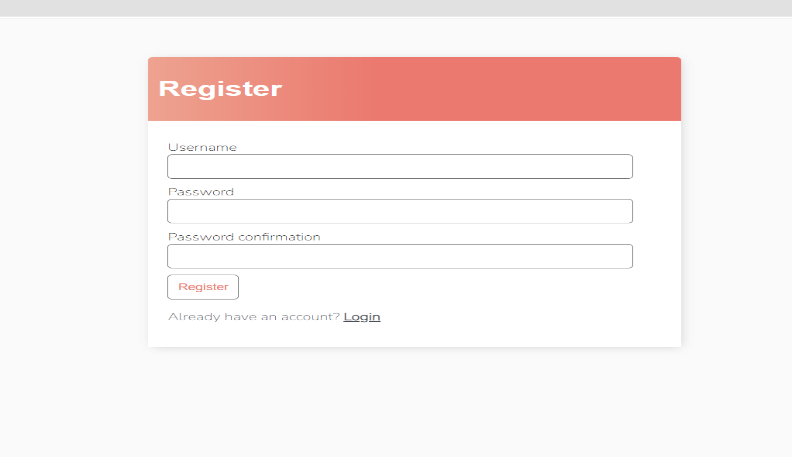 Register
Username
Password
Password confirmation
Register
Already have an account? Login